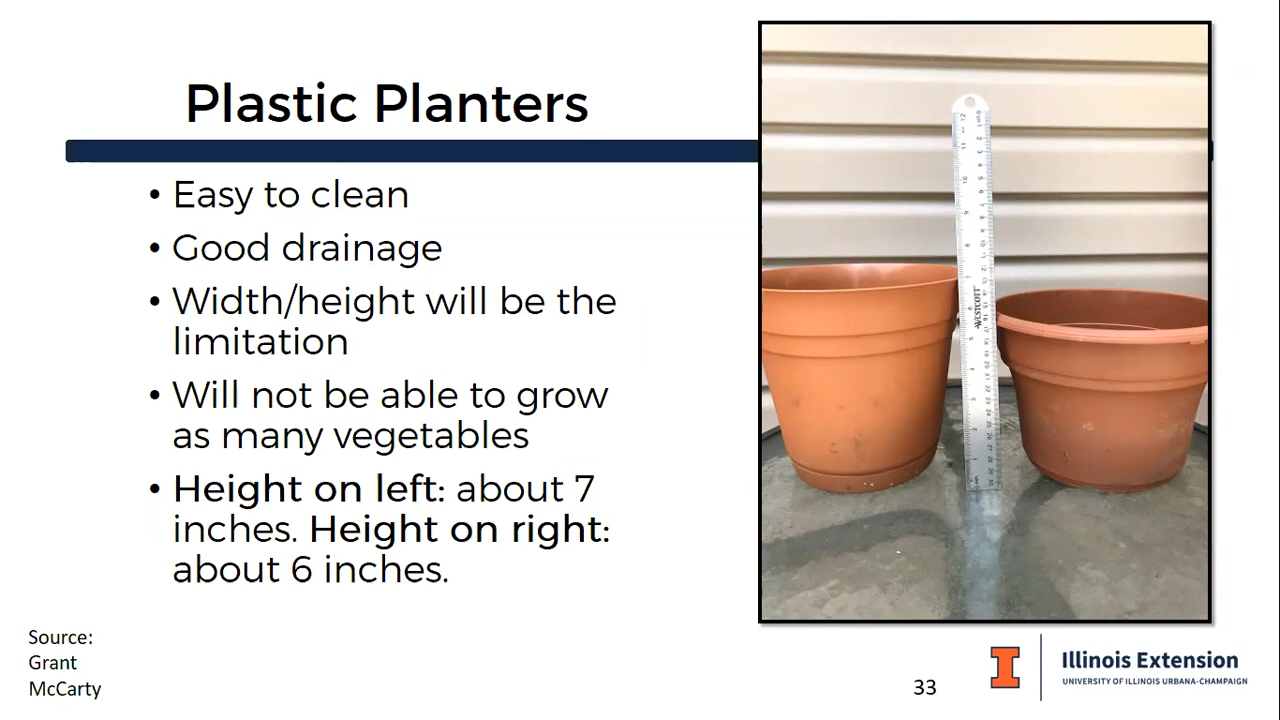 Plastic Planters
• Easy to clean
• Good drainage
• Width/height will be the
limitation
• Will not be able to grow
as many vegetables
• Height on left: about 7
inches. Height on right:
about 6 inches.
WESTCOTT
Source:
Grant
McCarty
33
I
Illinois Extension
UNIVERSITY OF ILLINOIS URBANA-CHAMPAIGN